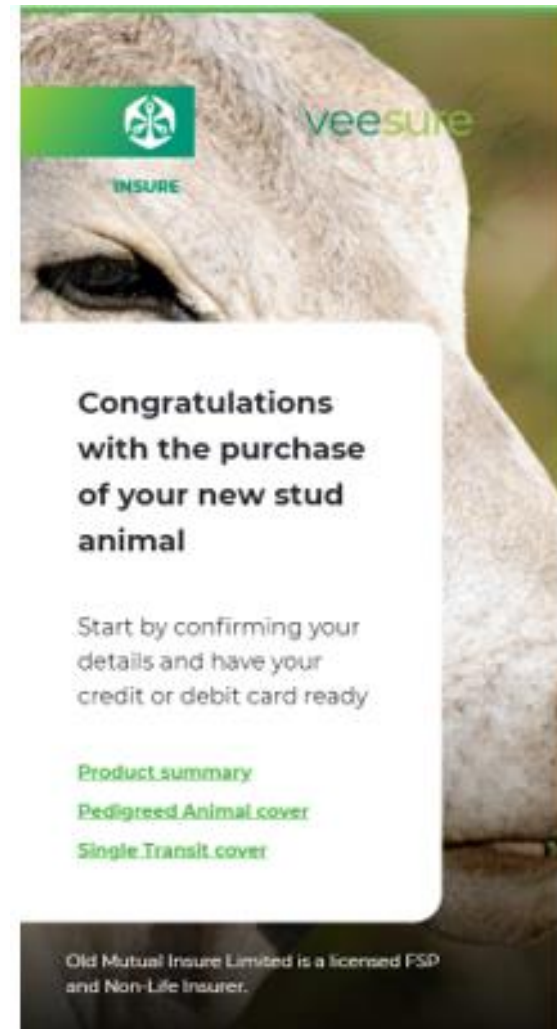 veesure
INSURE
Congratulations
with the purchase
of your new stud
animal
Start by confirming your
details and have your
credit or debit card ready
Product summary
Pedigreed Animal cover
Single Transit cover
Old Mutual Insure Limited is a licensed FSP
and Non-Life Insurer.